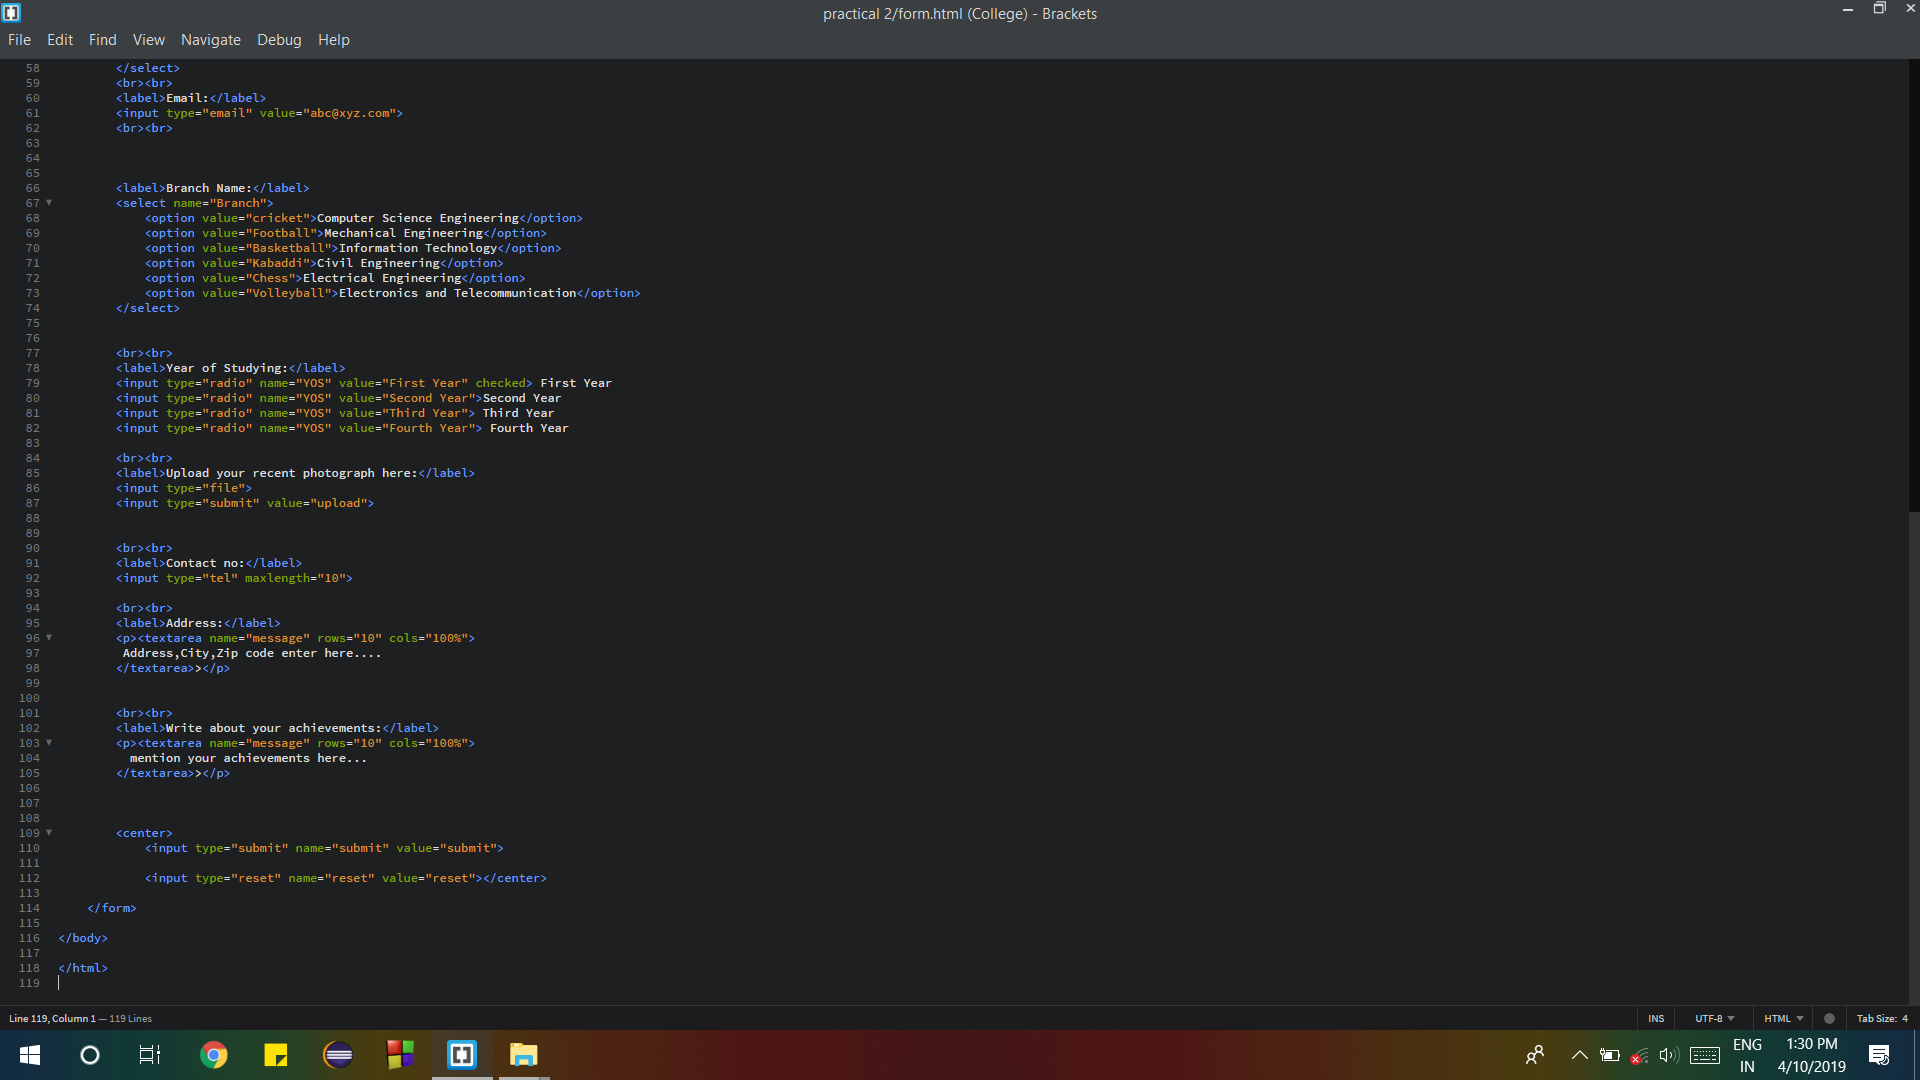 practical 2/form.html (College) - Brackets
File Edit Find View Navigate Debug Help
58 </select>
59 <br><br>
60 <label>Email:</label>
61 <input type="email" value="abc@xyz.com">
62 <br><br>
63
64
65
66 <label>Branch Name:</label>
67 <select name="Branch">
68 <option value="cricket">Computer Science Engineering</option>
69 <option value="Football">Mechanical Engineering</option>
70 <option value="Basketball">Information Technology</option>
71 <option value="Kabaddi">Civil Engineering</option>
72 <option value="Chess">Electrical Engineering</option>
73 <option value="Volleyball">Electronics and Telecommunication</option>
74 </select>
75
76
77 <br><br>
78 <label>Year of Studying:</label>
79 <input type="radio" name="YOS" value="First Year" checked> First Year
80 <input type="radio" name="YOS" value="Second Year">Second Year
81 <input type="radio" name="YOS" value="Third Year"> Third Year
82 <input type="radio" name="YOS" value="Fourth Year"> Fourth Year
83
84 <br><br>
85 <label>Upload your recent photograph here:</label>
86 <input type="file">
87 <input type="submit" value="upload">
88
89
90 <br><br>
91 <label>Contact no:</label>
92 <input type="tel" maxlength="10">
93
94 <br><br>
95 <label>Address:</label>
96 <p><textarea name="message" rows="10" cols="100%">
97 Address,City,Zip code enter here....
98 </textarea>></p>
99
100
101 <br><br>
102 <label>Write about your achievements:</label>
103 <p><textarea name="message" rows="10" cols="100%">
104 mention your achievements here...
105 </textarea>></p>
106
107
108
109 <center>
110 <input type="submit" name="submit" value="submit">
111
112 <input type="reset" name="reset" value="reset"></center>
113
114 </form>
115
116 </body>
117
118 </html>
119
Line 119, Column 1 — 119 Lines INS UTF-8 HTML Tab Size: 4
ENG 1:30 PM
IN 4/10/2019